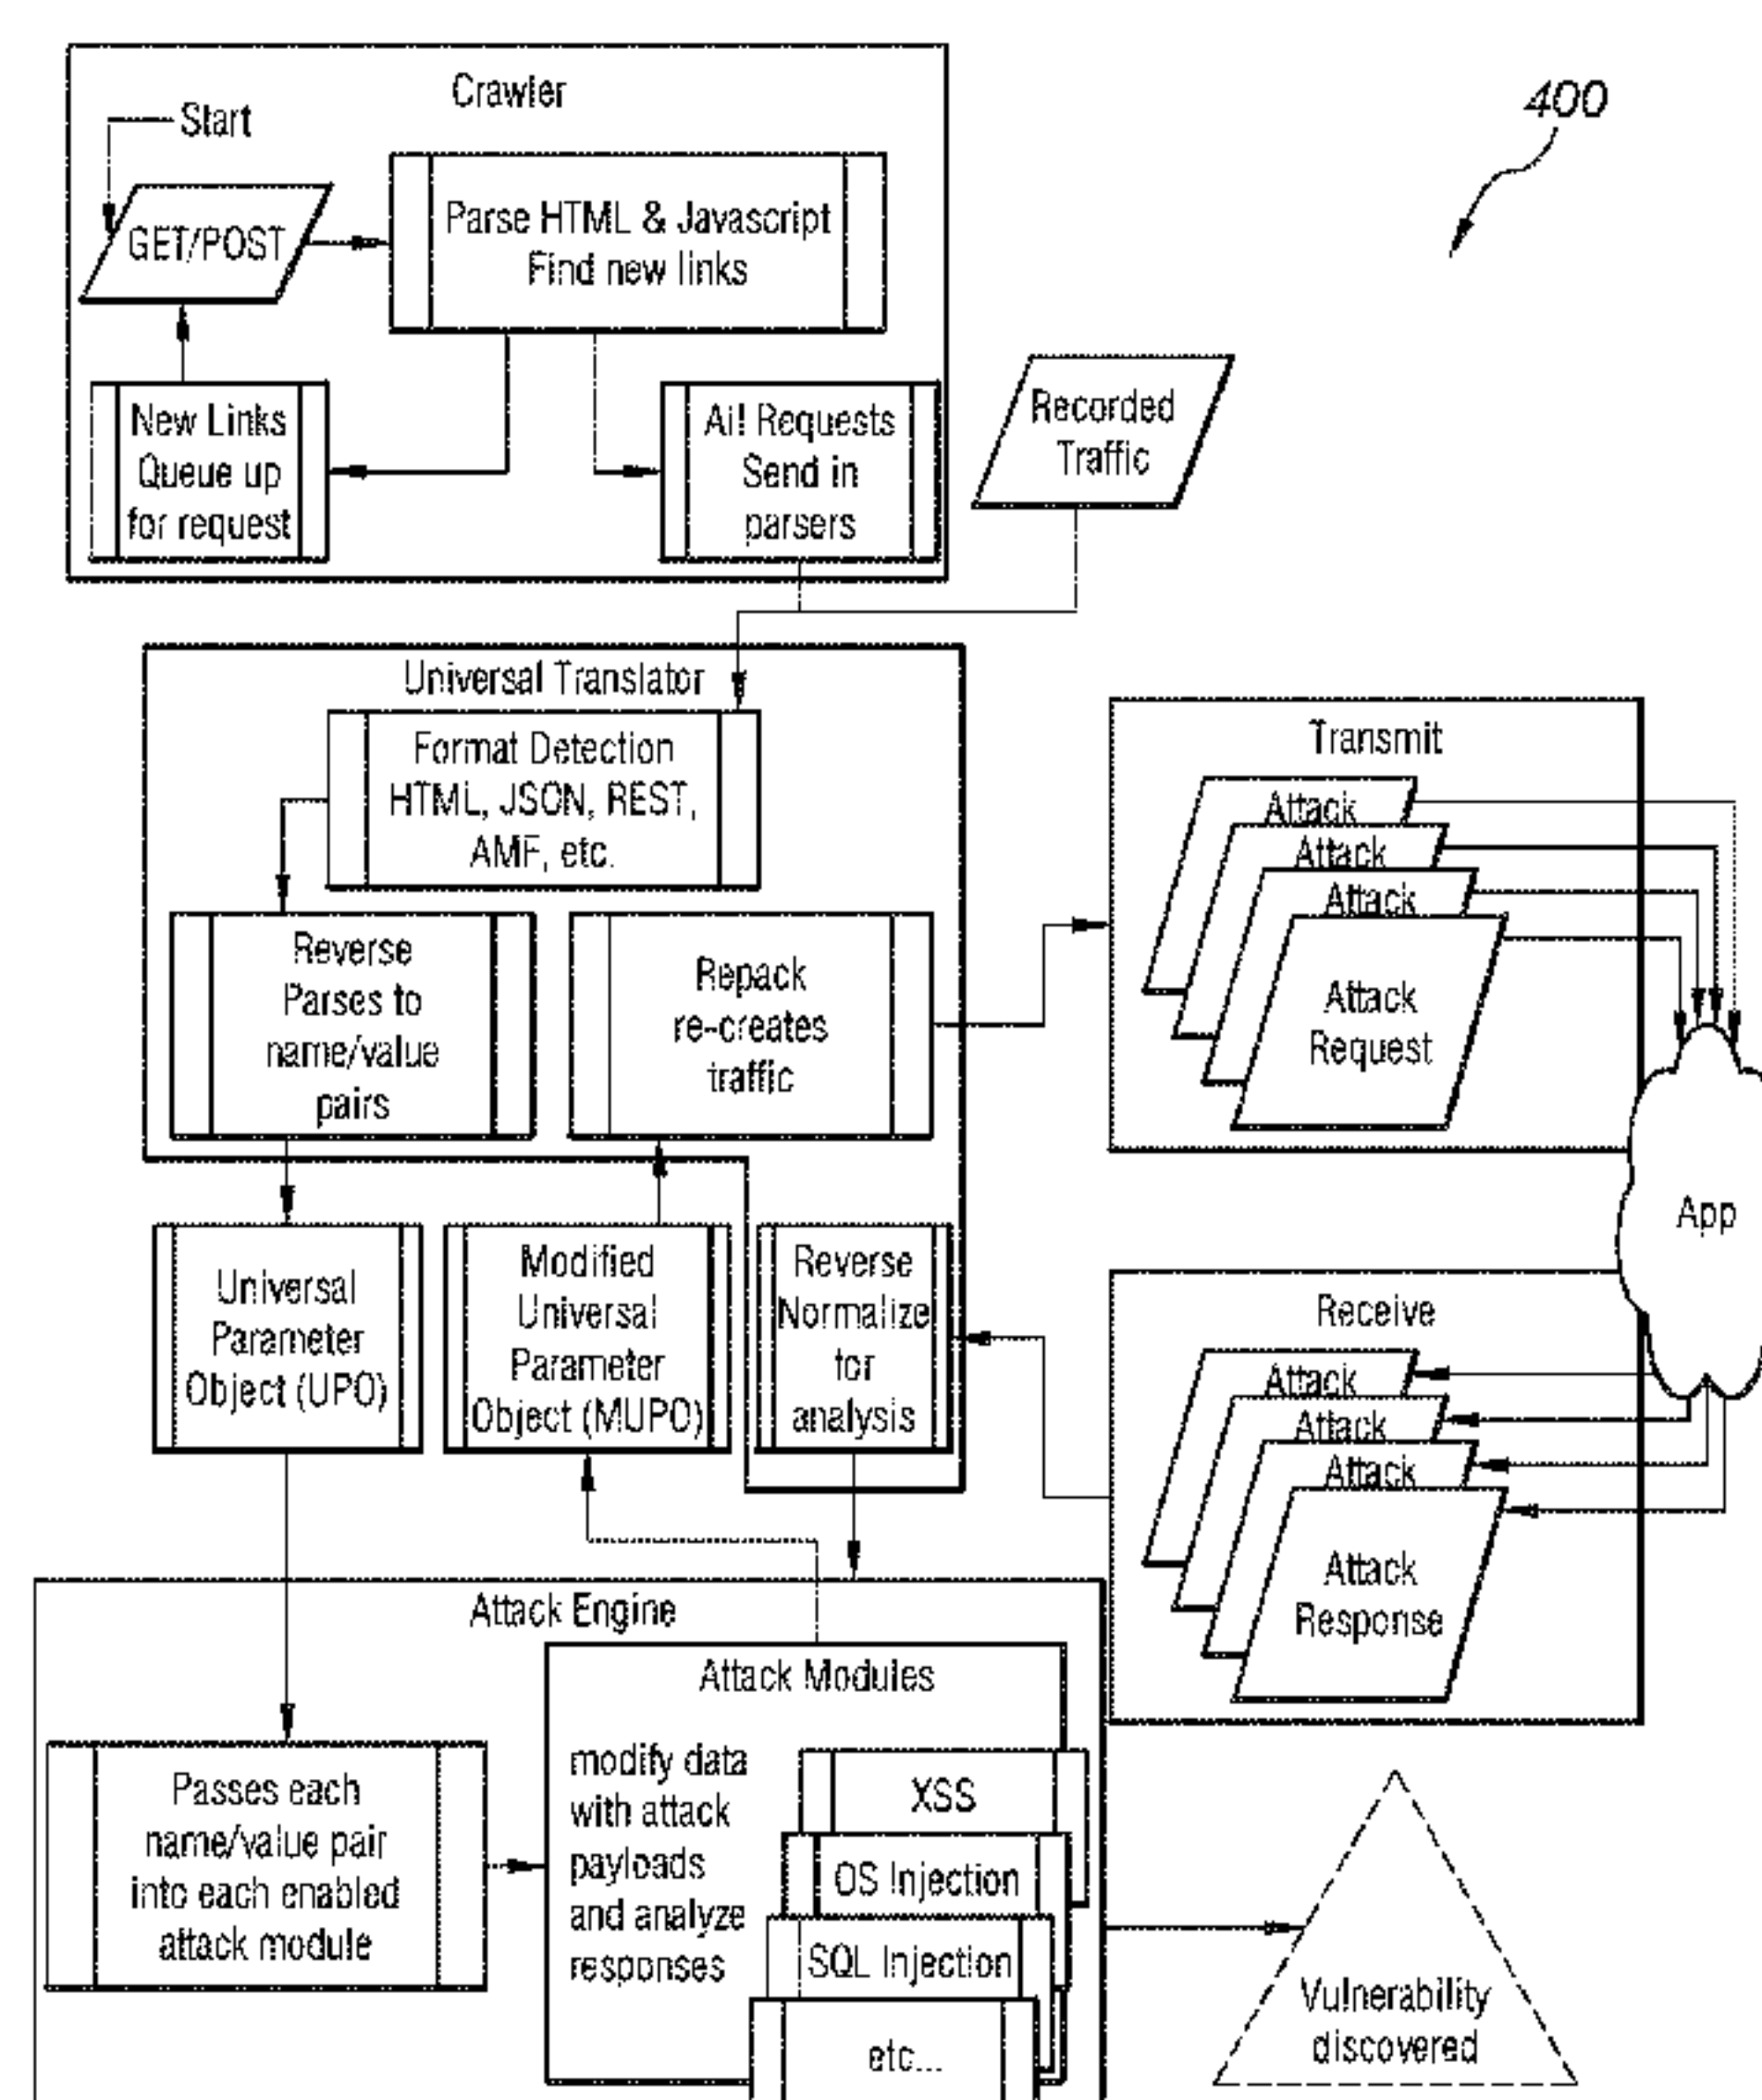 Crawler
Start
400
GET/POST
Parse HTML & Javascript
Find new links
New Links
Queue up
for request
All Requests
Send in
parsers
Recorded
Traffic
Universal Translator
Format Detection
HTML, JSON, REST,
AMF, etc.
Reverse
Parses to
name/value
pairs
Repack
re-creates
traffic
Transmit
Attack
Attack
Attack
Attack
Request
App
Universal
Parameter
Object (UPO)
Modified
Universal
Parameter
Object (MUPO)
Reverse
Normalize
for
analysis
Receive
Attack
Attack
Attack
Attack
Response
Attack Engine
Passes each
name/value pair
into each enabled
attack module
Attack Modules
modify data
with attack
payloads
and analyze
responses
XSS
OS Injection
SQL Injection
etc...
Vulnerability
discovered